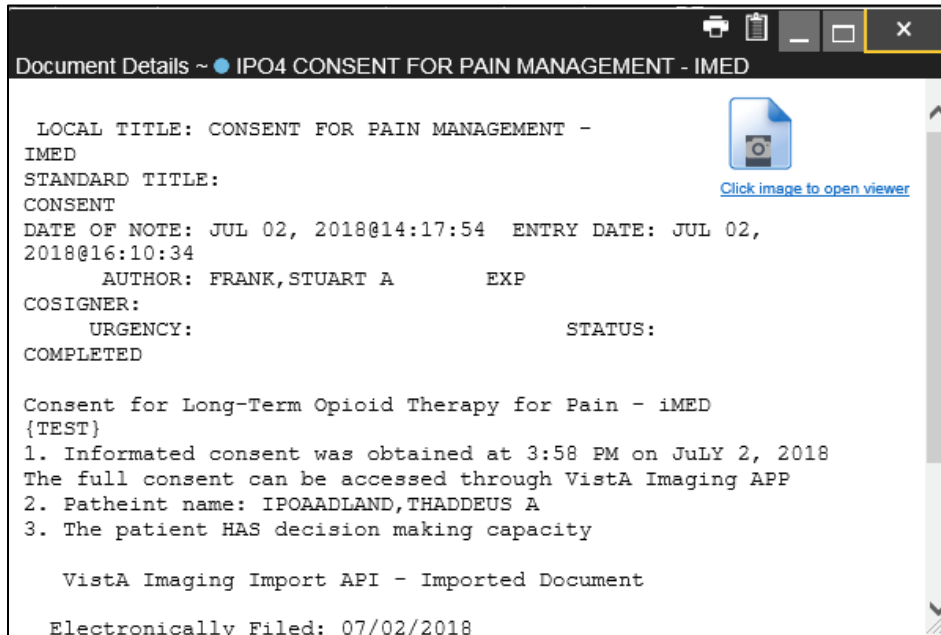 Document Details ~ IPO4 CONSENT FOR PAIN MANAGEMENT - IMED
LOCAL TITLE: CONSENT FOR PAIN MANAGEMENT -
IMED
STANDARD TITLE:
CONSENT
Click image to open viewer
DATE OF NOTE: JUL 02, 2018@14:17:54 ENTRY DATE: JUL 02,
2018@16:10:34
AUTHOR: FRANK,STUART A EXP
COSIGNER:
URGENCY: STATUS:
COMPLETED
Consent for Long-Term Opioid Therapy for Pain - iMED
{TEST}
1. Informated consent was obtained at 3:58 PM on JuLY 2, 2018
The full consent can be accessed through VistA Imaging APP
2. Patheint name: IPOAADLAND,THADDEUS A
3. The patient HAS decision making capacity
VistA Imaging Import API - Imported Document
Electronically Filed: 07/02/2018